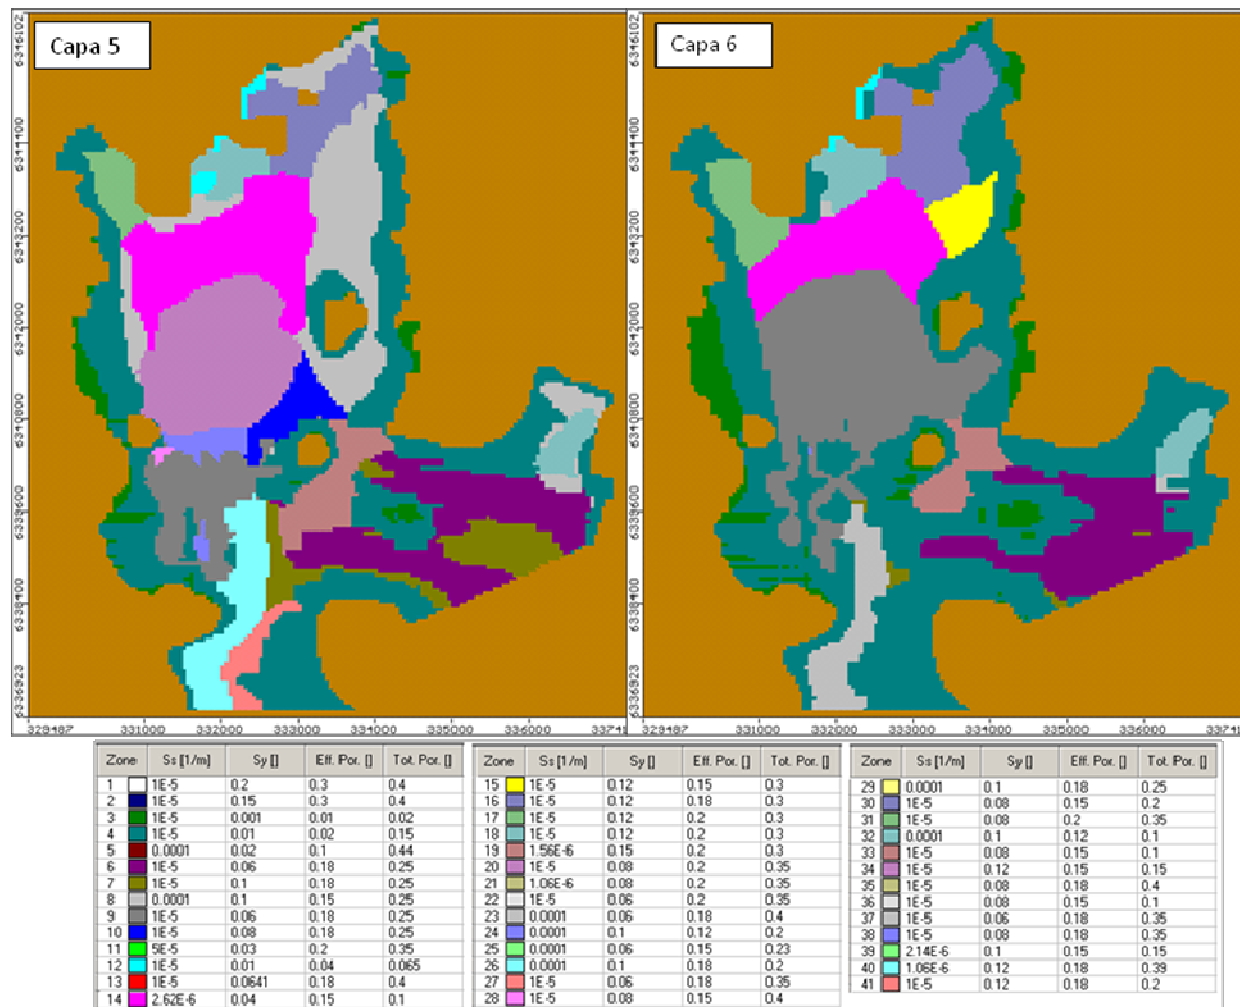 Capa 5
Capa 6
6346102
6344400
6343200
6342000
6340800
6339600
6338400
6336923
6346102
6344400
6343200
6342000
6340800
6339600
6338400
6336923
331000 332000 333000 334000 335000 336000
331000 332000 333000 334000 335000 336000
Zone Ss [1/m] Sy [] Eff. Por. [] Tot. Por. []
1 1E-5 0.2 0.3 0.4
2 1E-5 0.15 0.3 0.4
3 1E-5 0.001 0.01 0.02
4 1E-5 0.01 0.02 0.15
5 0.0001 0.02 0.1 0.44
6 1E-5 0.06 0.18 0.25
7 1E-5 0.1 0.18 0.25
8 0.0001 0.1 0.15 0.25
9 1E-5 0.06 0.18 0.25
10 1E-5 0.08 0.18 0.25
11 5E-5 0.03 0.2 0.35
12 1E-5 0.01 0.04 0.065
13 1E-5 0.0641 0.18 0.4
14 2.62E-6 0.04 0.15 0.1
Zone Ss [1/m] Sy [] Eff. Por. [] Tot. Por. []
15 1E-5 0.12 0.15 0.3
16 1E-5 0.12 0.18 0.3
17 1E-5 0.12 0.2 0.3
18 1E-5 0.12 0.2 0.3
19 1.56E-6 0.15 0.2 0.3
20 1E-5 0.08 0.2 0.35
21 1.06E-6 0.08 0.2 0.35
22 1E-5 0.06 0.2 0.35
23 0.0001 0.06 0.18 0.4
24 0.0001 0.1 0.12 0.2
25 0.0001 0.06 0.15 0.23
26 0.0001 0.1 0.18 0.2
27 1E-5 0.06 0.18 0.35
28 1E-5 0.08 0.15 0.4
Zone Ss [1/m] Sy [] Eff. Por. [] Tot. Por. []
29 0.0001 0.1 0.18 0.25
30 1E-5 0.08 0.15 0.2
31 1E-5 0.08 0.2 0.35
32 0.0001 0.1 0.12 0.1
33 1E-5 0.08 0.15 0.1
34 1E-5 0.12 0.15 0.15
35 1E-5 0.08 0.18 0.4
36 1E-5 0.08 0.15 0.1
37 1E-5 0.06 0.18 0.35
38 1E-5 0.08 0.18 0.35
39 2.14E-6 0.1 0.15 0.15
40 1.06E-6 0.12 0.18 0.39
41 1E-5 0.12 0.18 0.2